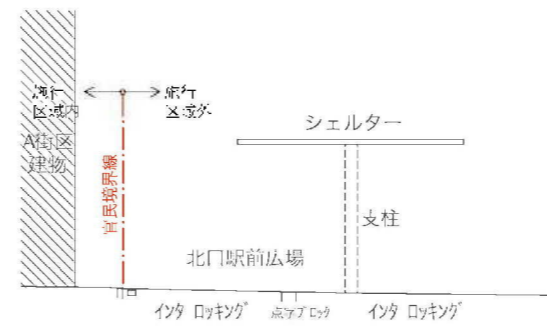 施行
区域内
施行
区域外
A街区
建物
官民境界線
シェルター
支柱
北口駅前広場
インターロッキング
点字ブロック
インターロッキング